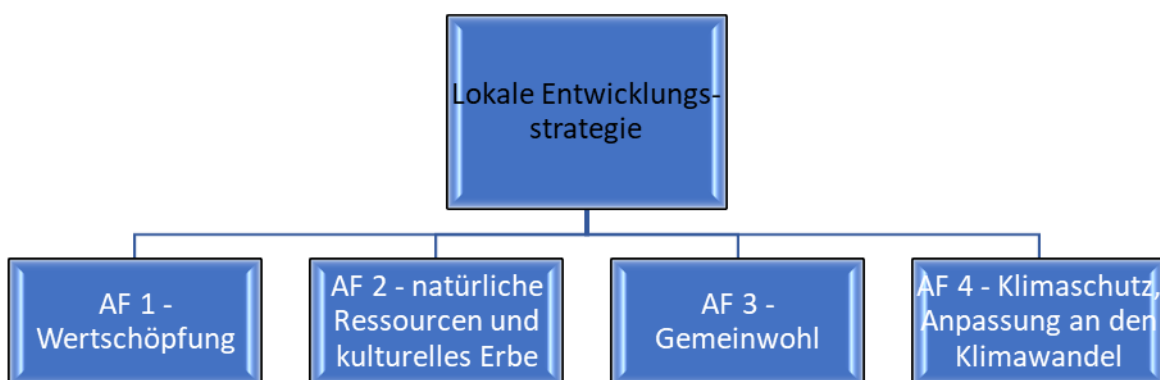 Lokale Entwicklungs-
strategie
AF 1 -
Wertschöpfung
AF 2 - natürliche
Ressourcen und
kulturelles Erbe
AF 3 -
Gemeinwohl
AF 4 - Klimaschutz,
Anpassung an den
Klimawandel